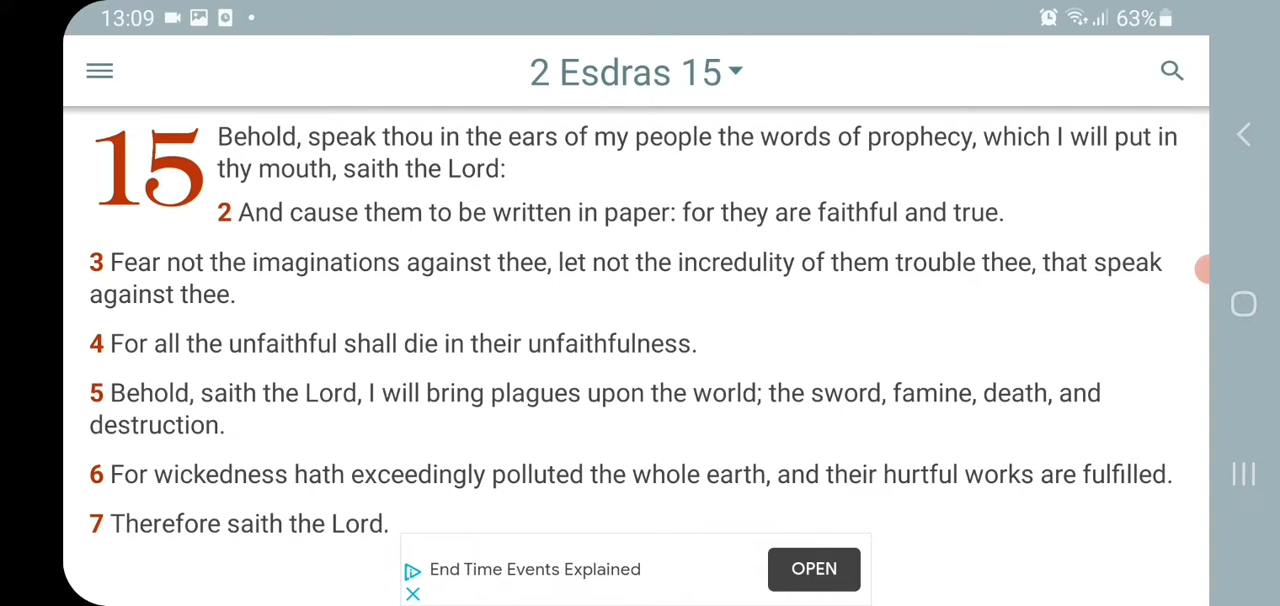 13:09
63%
2 Esdras 15
15 Behold, speak thou in the ears of my people the words of prophecy, which I will put in
thy mouth, saith the Lord:
2 And cause them to be written in paper: for they are faithful and true.
3 Fear not the imaginations against thee, let not the incredulity of them trouble thee, that speak
against thee.
4 For all the unfaithful shall die in their unfaithfulness.
5 Behold, saith the Lord, I will bring plagues upon the world; the sword, famine, death, and
destruction.
6 For wickedness hath exceedingly polluted the whole earth, and their hurtful works are fulfilled.
7 Therefore saith the Lord.
End Time Events Explained
OPEN